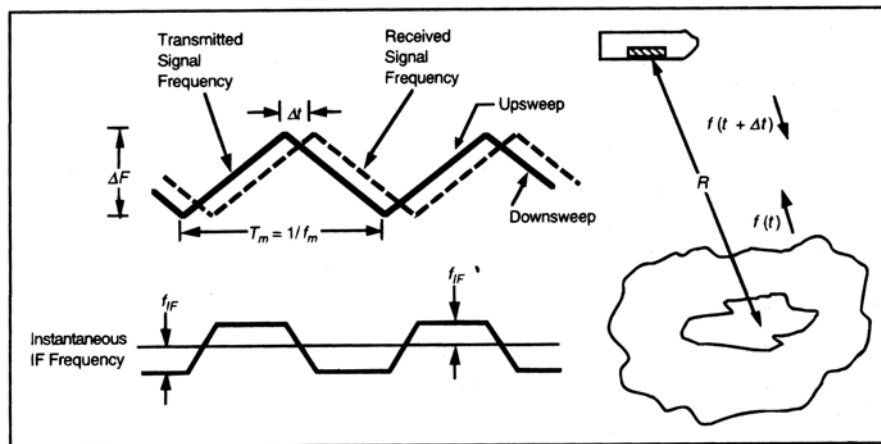 Transmitted
Signal
Frequency
Received
Signal
Frequency
Δt
Upsweep
ΔF
Downsweep
T_m = 1/f_m
f_IF
f_IF
Instantaneous
IF Frequency
f(t + Δt)
R
f(t)